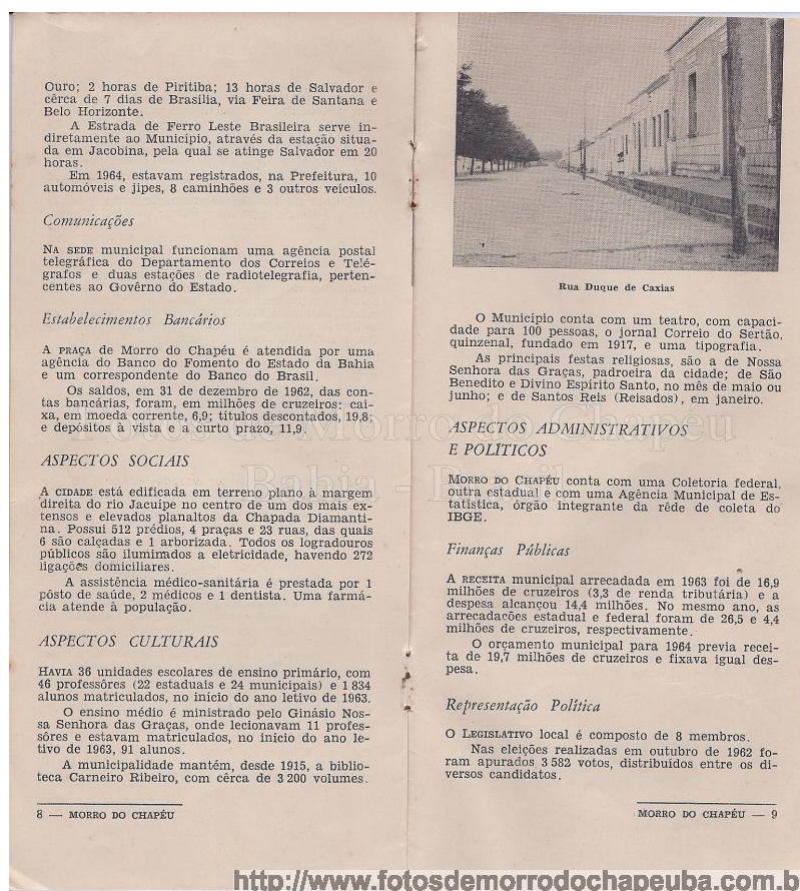 Ouro; 2 horas de Piritiba; 13 horas de Salvador e
cêrca de 7 dias de Brasília, via Feira de Santana e
Belo Horizonte.
A Estrada de Ferro Leste Brasileira serve in-
diretamente ao Município, através da estação situa-
da em Jacobina, pela qual se atinge Salvador em 20
horas.
Em 1964, estavam registrados, na Prefeitura, 10
automóveis e jipes, 8 caminhões e 3 outros veículos.
Comunicações
NA SEDE municipal funcionam uma agência postal
telegráfica do Departamento dos Correios e Telé-
grafos e duas estações de radiotelegrafia, perten-
centes ao Govêrno do Estado.
Estabelecimentos Bancários
A PRAÇA de Morro do Chapéu é atendida por uma
agência do Banco do Fomento do Estado da Bahia
e um correspondente do Banco do Brasil.
Os saldos, em 31 de dezembro de 1962, das con-
tas bancárias, foram, em milhões de cruzeiros: cai-
xa, em moeda corrente, 6,9; títulos descontados, 19,8;
e depósitos à vista e a curto prazo, 11,9.
ASPECTOS SOCIAIS
A CIDADE está edificada em terreno plano à margem
direita do rio Jacuípe no centro de um dos mais ex-
tensos e elevados planaltos da Chapada Diamanti-
na. Possui 512 prédios, 4 praças e 23 ruas, das quais
6 são calçadas e 1 arborizada. Todos os logradouros
públicos são iluminados a eletricidade, havendo 272
ligações domiciliares.
A assistência médico-sanitária é prestada por 1
pôsto de saúde, 2 médicos e 1 dentista. Uma farmá-
cia atende à população.
ASPECTOS CULTURAIS
HAVIA 36 unidades escolares de ensino primário, com
46 professôres (22 estaduais e 24 municipais) e 1 834
alunos matriculados, no início do ano letivo de 1963.
O ensino médio é ministrado pelo Ginásio Nos-
sa Senhora das Graças, onde lecionavam 11 profes-
sôres e estavam matriculados, no início do ano le-
tivo de 1963, 91 alunos.
A municipalidade mantém, desde 1915, a biblio-
teca Carneiro Ribeiro, com cêrca de 3 200 volumes.
8 — MORRO DO CHAPÉU
Rua Duque de Caxias
O Município conta com um teatro, com capaci-
dade para 100 pessoas, o jornal Correio do Sertão,
quinzenal, fundado em 1917, e uma tipografia.
As principais festas religiosas, são a de Nossa
Senhora das Graças, padroeira da cidade; de São
Benedito e Divino Espírito Santo, no mês de maio ou
junho; e de Santos Reis (Reisados), em janeiro.
ASPECTOS ADMINISTRATIVOS
E POLÍTICOS
MORRO DO CHAPÉU conta com uma Coletoria federal,
outra estadual e com uma Agência Municipal de Es-
tatística, órgão integrante da rêde de coleta do
IBGE.
Finanças Públicas
A RECEITA municipal arrecadada em 1963 foi de 16,9
milhões de cruzeiros (3,3 de renda tributária) e a
despesa alcançou 14,4 milhões. No mesmo ano, as
arrecadacões estadual e federal foram de 26,5 e 4,4
milhões de cruzeiros, respectivamente.
O orçamento municipal para 1964 previa recei-
ta de 19,7 milhões de cruzeiros e fixava igual des-
pesa.
Representação Política
O LEGISLATIVO local é composto de 8 membros.
Nas eleições realizadas em outubro de 1962 fo-
ram apurados 3 582 votos, distribuídos entre os di-
versos candidatos.
MORRO DO CHAPÉU — 9
Fotos de Morro do Chapéu
Bahia - Brasil
http://www.fotosdemorrodochapeuba.com.b